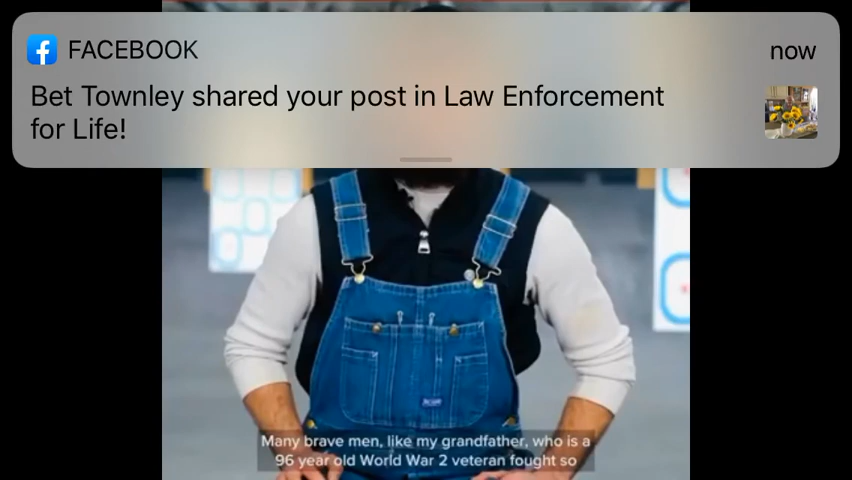 FACEBOOK
now
Bet Townley shared your post in Law Enforcement
for Life!
Many brave men, like my grandfather, who is a
96 year old World War 2 veteran fought so